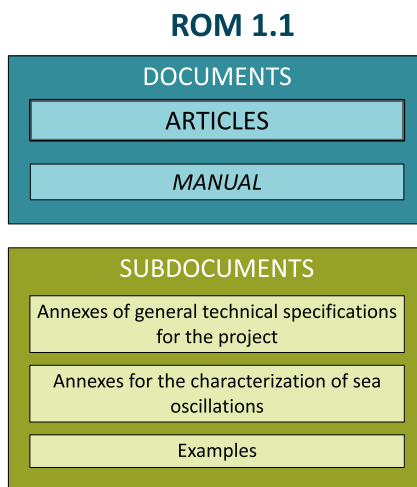 ROM 1.1
DOCUMENTS
ARTICLES
MANUAL
SUBDOCUMENTS
Annexes of general technical specifications
for the project
Annexes for the characterization of sea
oscillations
Examples